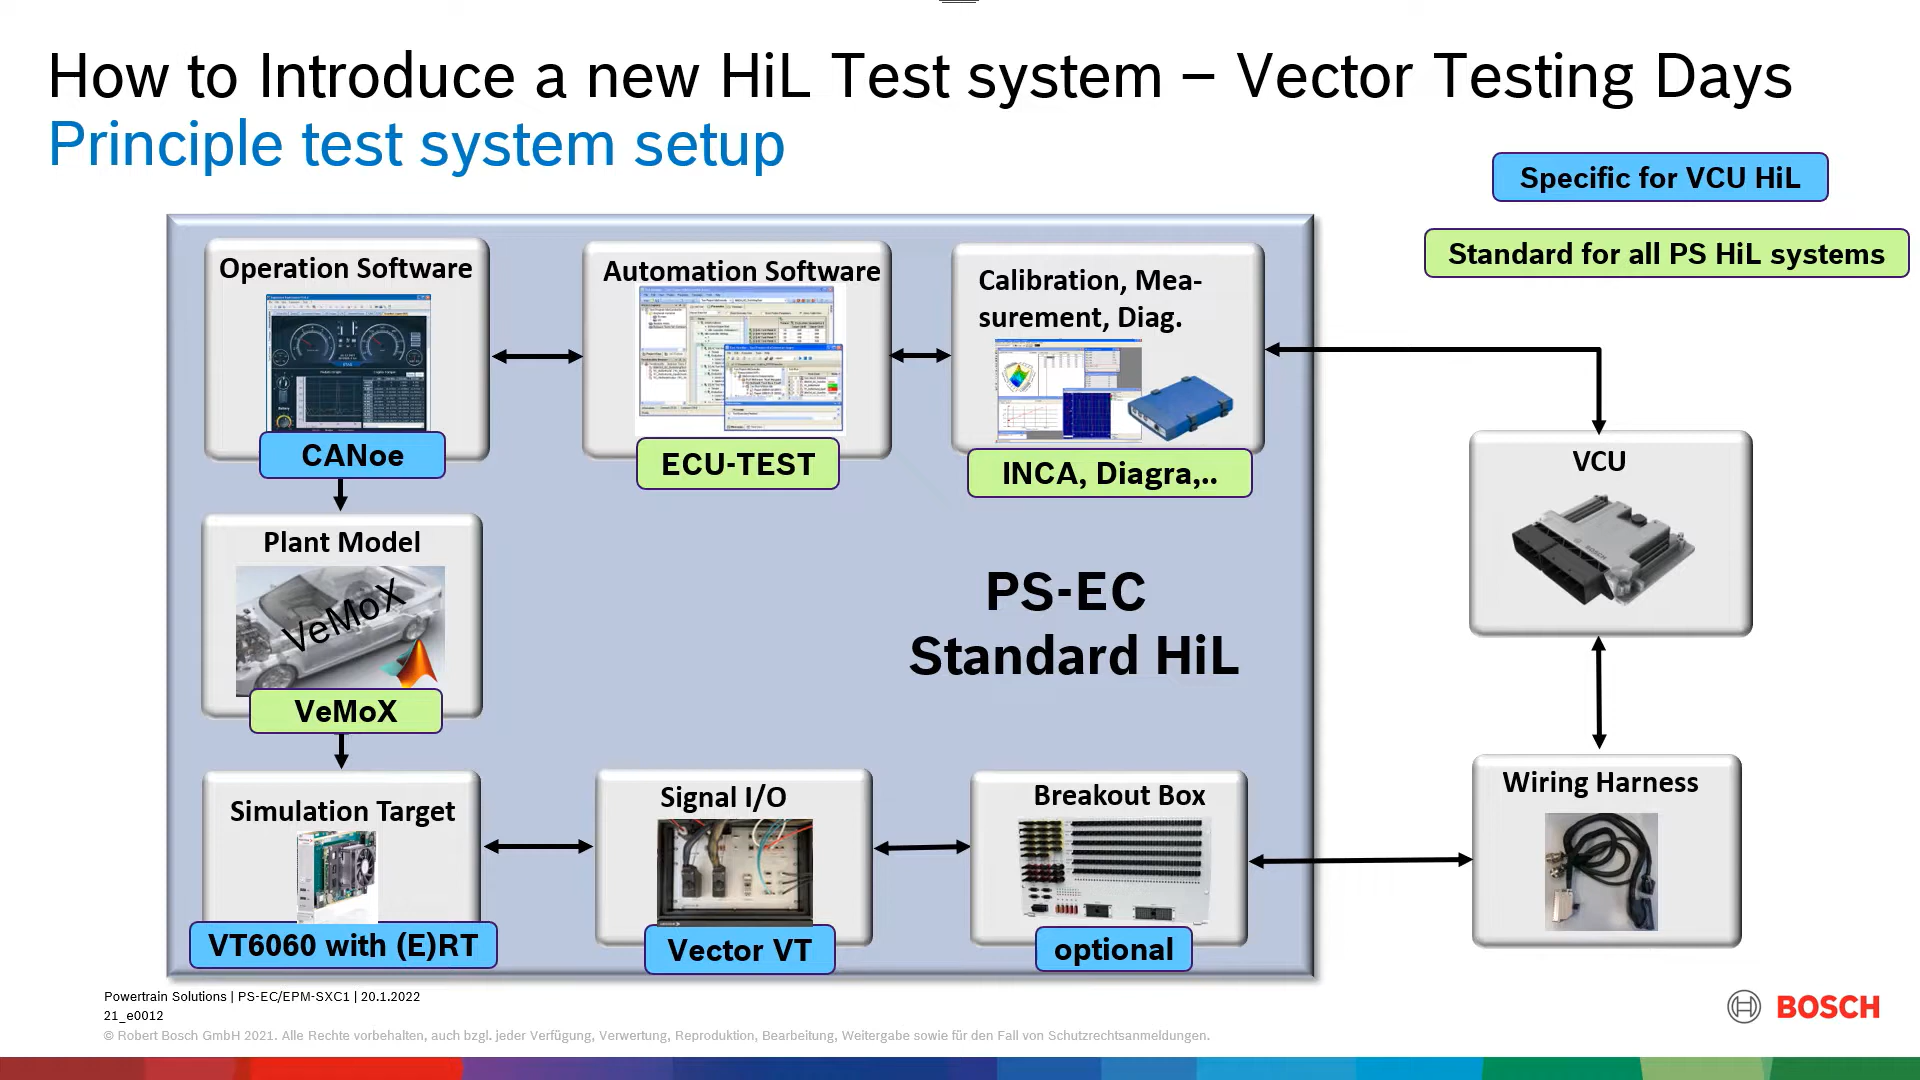 How to Introduce a new HiL Test system – Vector Testing Days
Principle test system setup
Specific for VCU HiL
Standard for all PS HiL systems
Operation Software
CANoe
Automation Software
ECU-TEST
Calibration, Mea-
surement, Diag.
INCA, Diagra,..
VCU
BOSCH
Plant Model
VeMoX
VeMoX
PS-EC
Standard HiL
Simulation Target
VT6060 with (E)RT
Signal I/O
Vector VT
Breakout Box
optional
Wiring Harness
Powertrain Solutions | PS-EC/EPM-SXC1 | 20.1.2022
21_e0012
© Robert Bosch GmbH 2021. Alle Rechte vorbehalten, auch bzgl. jeder Verfügung, Verwertung, Reproduktion, Bearbeitung, Weitergabe sowie für den Fall von Schutzrechtsanmeldungen.
BOSCH